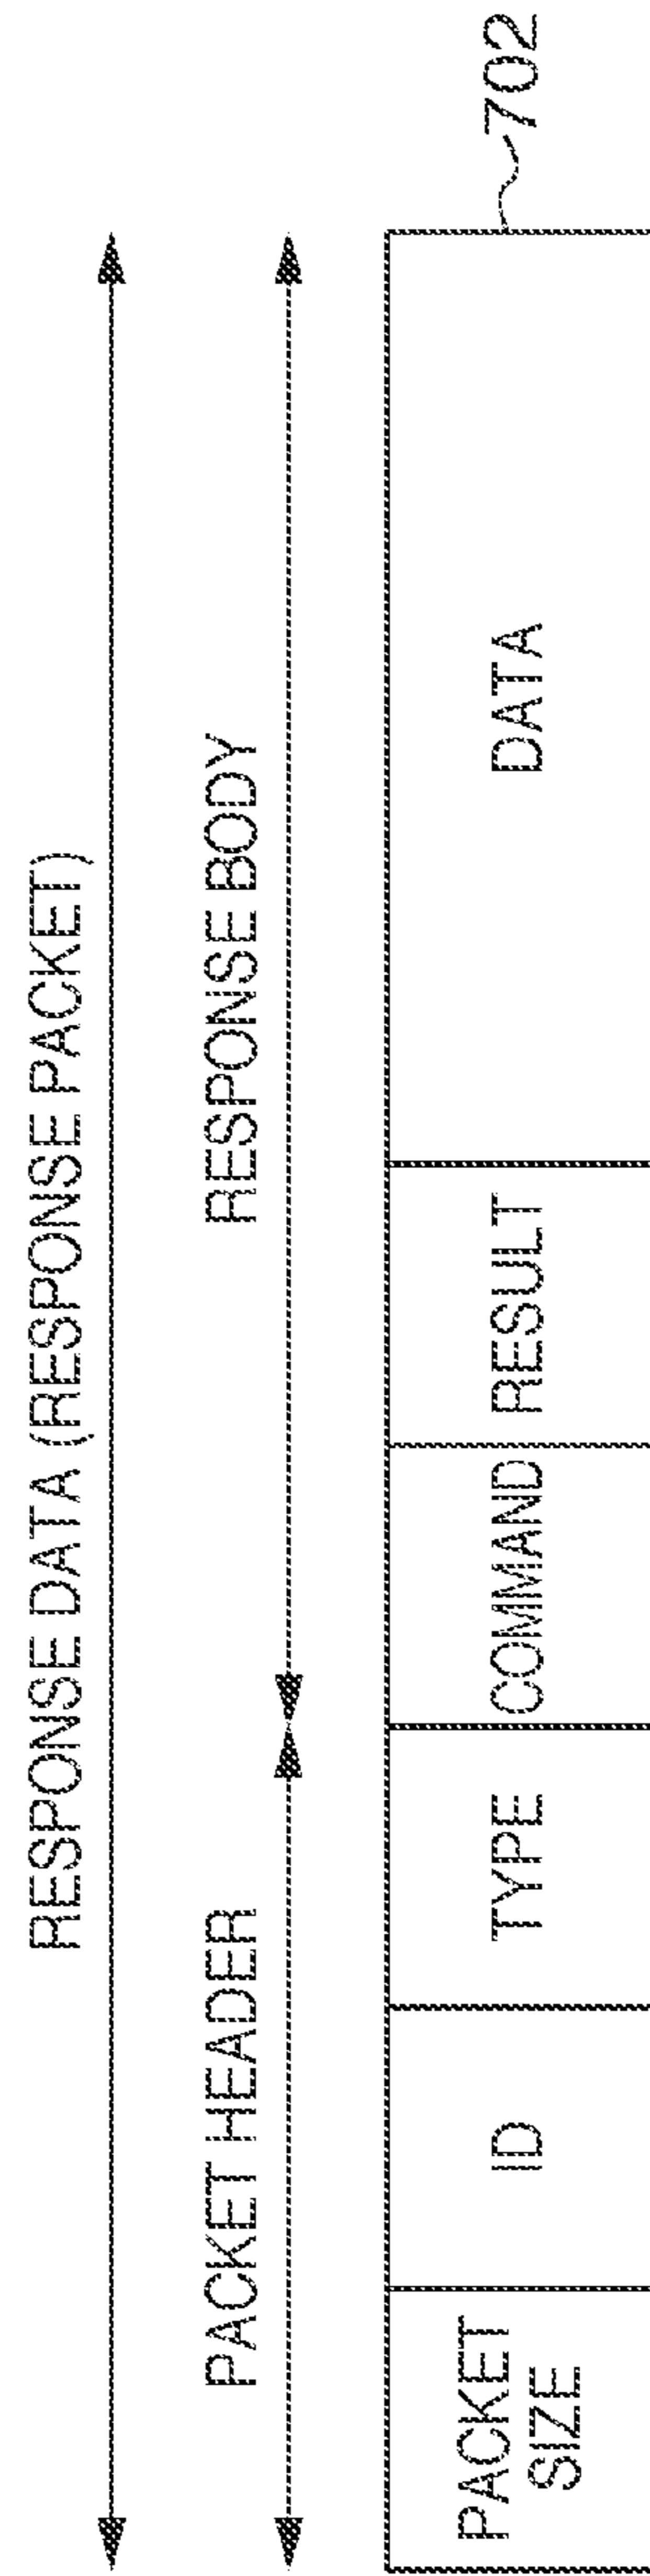 RESPONSE DATA (RESPONSE PACKET)
PACKET HEADER
RESPONSE BODY
PACKET
SIZE
ID
TYPE
COMMAND
RESULT
DATA
702